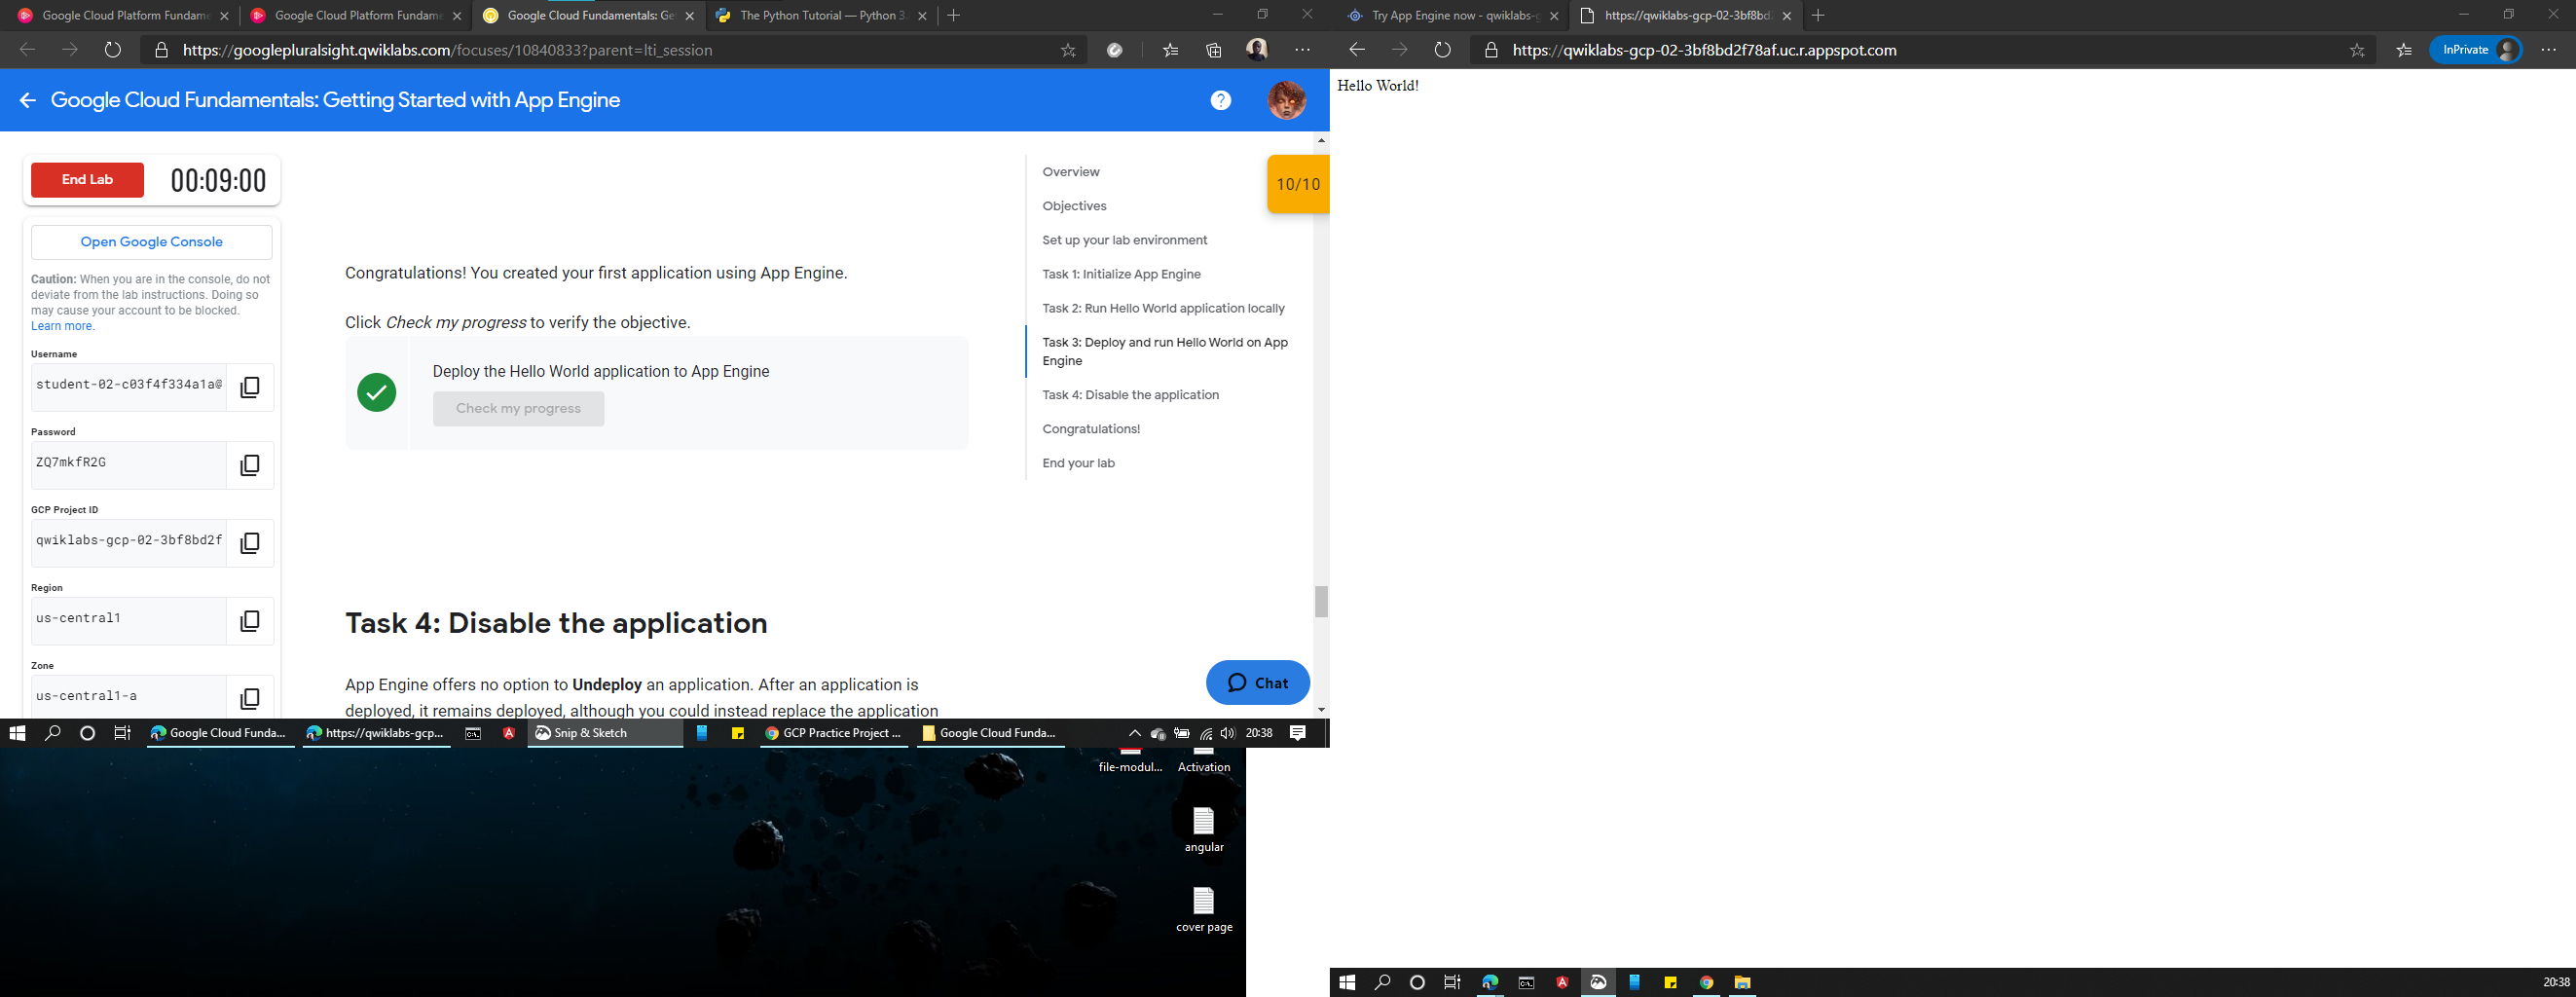 Google Cloud Platform Fundame
Google Cloud Platform Fundame
Google Cloud Fundamentals: Ge
The Python Tutorial — Python 3.
https://googlepluralsight.qwiklabs.com/focuses/10840833?parent=lti_session
Google Cloud Fundamentals: Getting Started with App Engine
End Lab
00:09:00
Open Google Console
Caution: When you are in the console, do not
deviate from the lab instructions. Doing so
may cause your account to be blocked.
Learn more.
Username
student-02-c03f4f334a1a@
Password
ZQ7mkfR2G
GCP Project ID
qwiklabs-gcp-02-3bf8bd2f
Region
us-central1
Zone
us-central1-a
Congratulations! You created your first application using App Engine.
Click Check my progress to verify the objective.
Deploy the Hello World application to App Engine
Check my progress
Task 4: Disable the application
App Engine offers no option to Undeploy an application. After an application is
deployed, it remains deployed, although you could instead replace the application
Overview
Objectives
Set up your lab environment
Task 1: Initialize App Engine
Task 2: Run Hello World application locally
Task 3: Deploy and run Hello World on App
Engine
Task 4: Disable the application
Congratulations!
End your lab
10/10
Chat
Google Cloud Funda...
https://qwiklabs-gcp...
Snip & Sketch
GCP Practice Project ...
Google Cloud Funda...
20:38
file-modul...
Activation
angular
cover page
Try App Engine now - qwiklabs-g
https://qwiklabs-gcp-02-3bf8bd2
https://qwiklabs-gcp-02-3bf8bd2f78af.uc.r.appspot.com
InPrivate
Hello World!
20:38